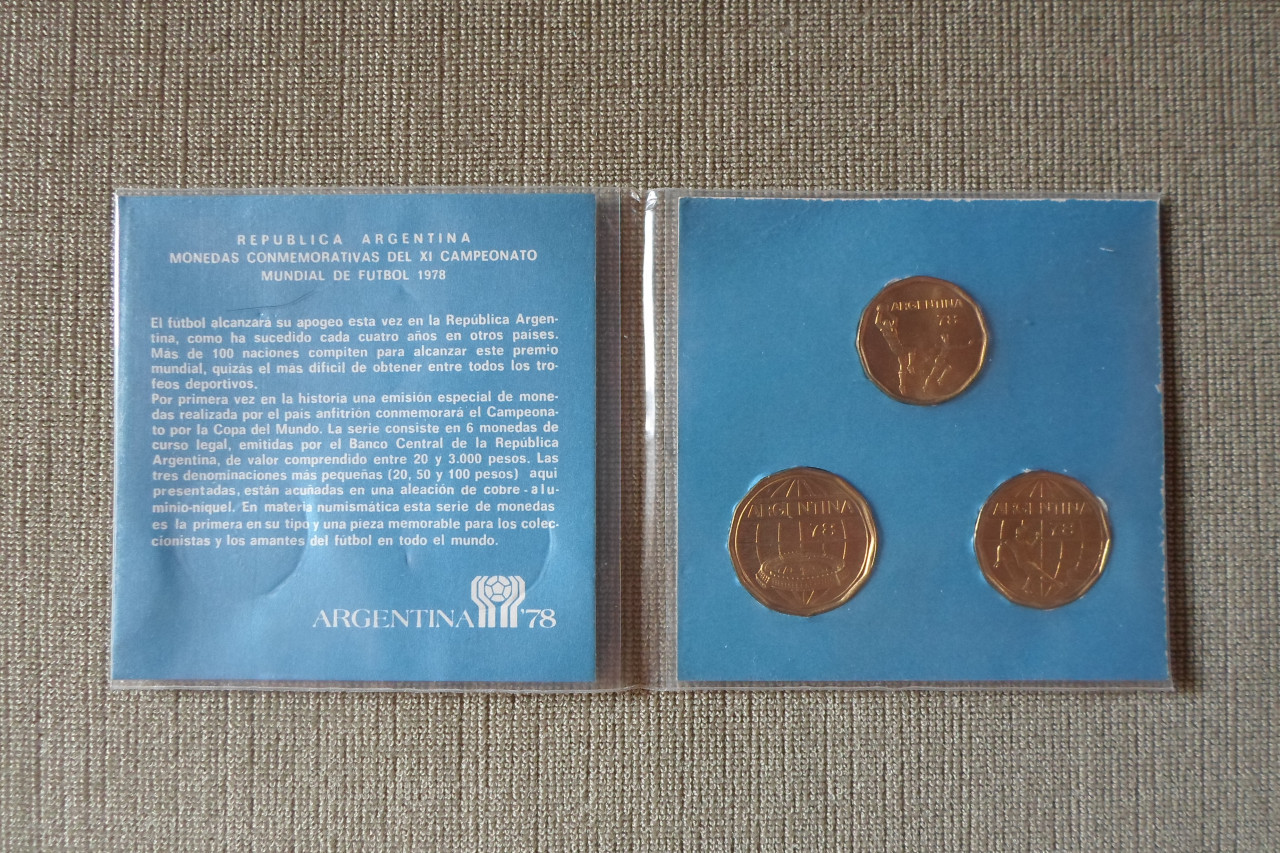 REPUBLICA ARGENTINA
MONEDAS CONMEMORATIVAS DEL XI CAMPEONATO
MUNDIAL DE FUTBOL 1978
El fútbol alcanzará su apogeo esta vez en la República Argen-
tina, como ha sucedido cada cuatro años en otros países.
Más de 100 naciones compiten para alcanzar este premio
mundial, quizás el más difícil de obtener entre todos los tro-
feos deportivos.
Por primera vez en la historia una emisión especial de mone-
das realizada por el país anfitrión conmemorará el Campeona-
to por la Copa del Mundo. La serie consiste en 6 monedas de
curso legal, emitidas por el Banco Central de la República
Argentina, de valor comprendido entre 20 y 3.000 pesos. Las
tres denominaciones más pequeñas (20, 50 y 100 pesos) aqui
presentadas, están acuñadas en una aleación de cobre-alu-
minio-niquel. En materia numismática esta serie de monedas
es la primera en su tipo y una pieza memorable para los colec-
cionistas y los amantes del fútbol en todo el mundo.
ARGENTINA '78
ARGENTINA
78
ARGENTINA
78
ARGENTINA
78